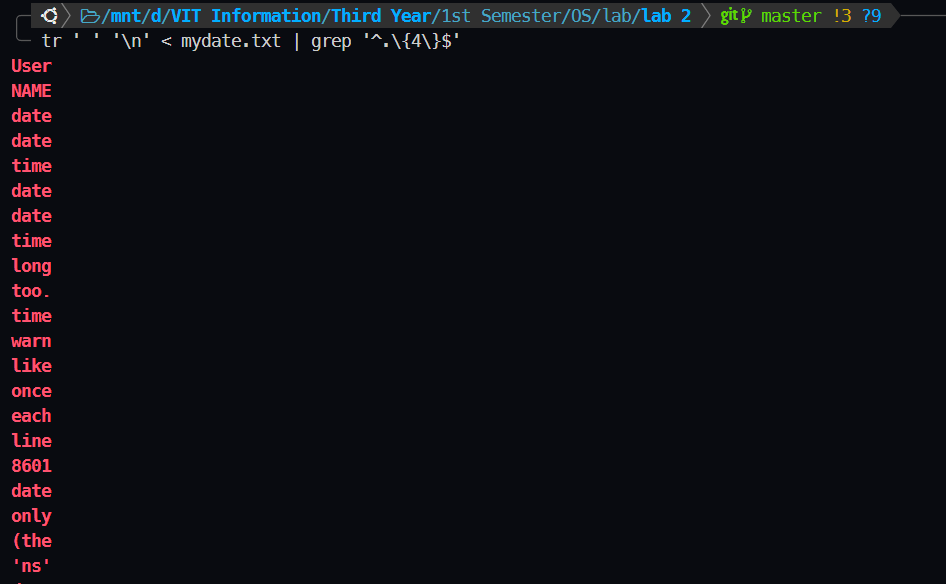 /mnt/d/VIT Information/Third Year/1st Semester/OS/lab/lab 2 git master !3 ?9
tr ' ' '\n' < mydate.txt | grep '^.\{4\}$'
User
NAME
date
date
time
date
date
time
long
too.
time
warn
like
once
each
line
8601
date
only
(the
'ns'